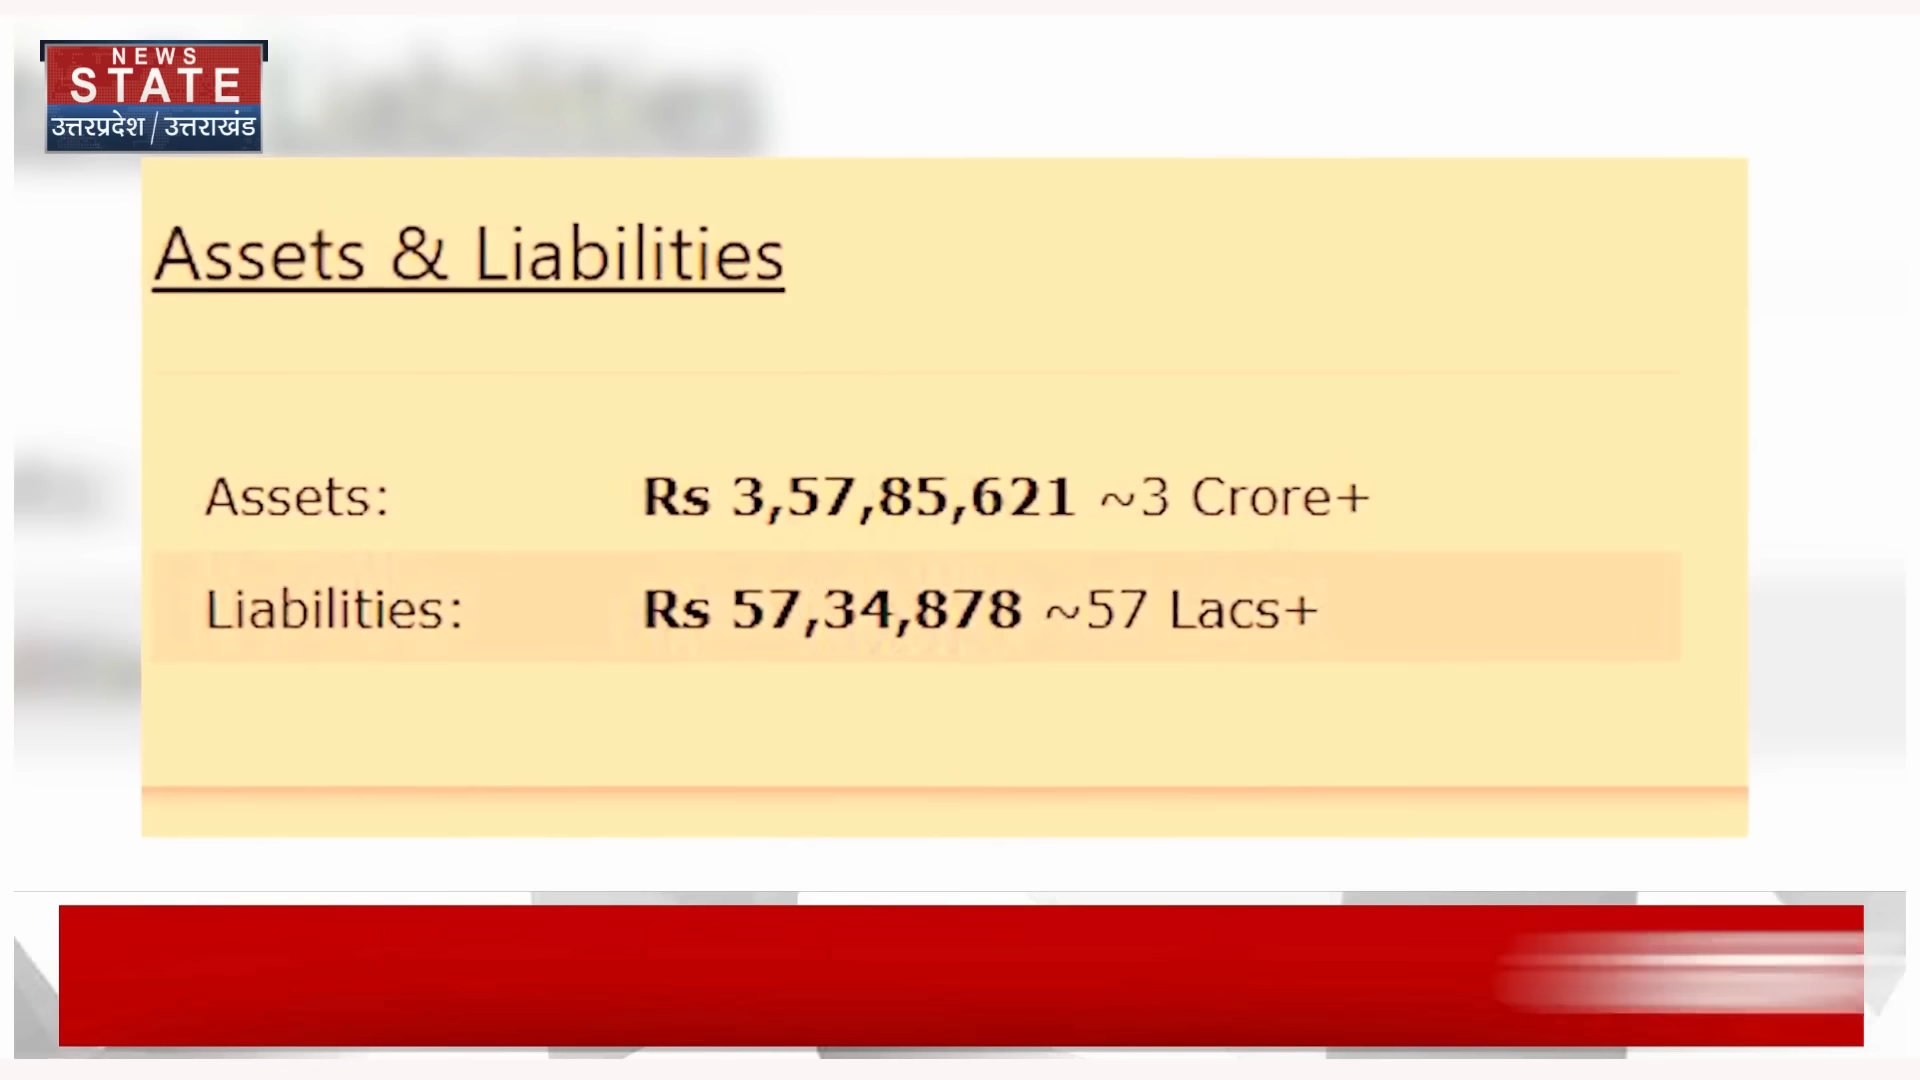 NEWS
STATE
उत्तरप्रदेश / उत्तराखंड
Assets & Liabilities
Assets: Rs 3,57,85,621 ~3 Crore+
Liabilities: Rs 57,34,878 ~57 Lacs+